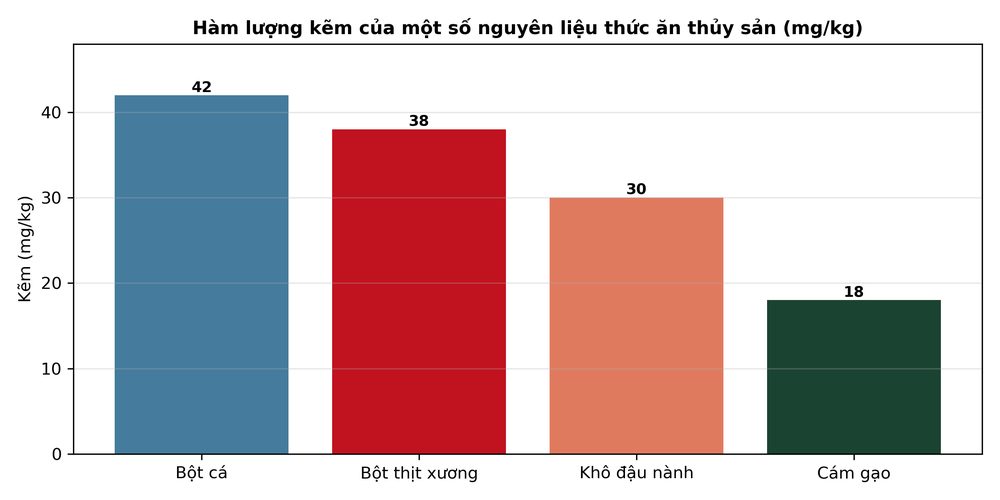 Hàm lượng kẽm của một số nguyên liệu thức ăn thủy sản (mg/kg)
Kẽm (mg/kg)
40
30
20
10
0
42
38
30
18
Bột cá
Bột thịt xương
Khô đậu nành
Cám gạo